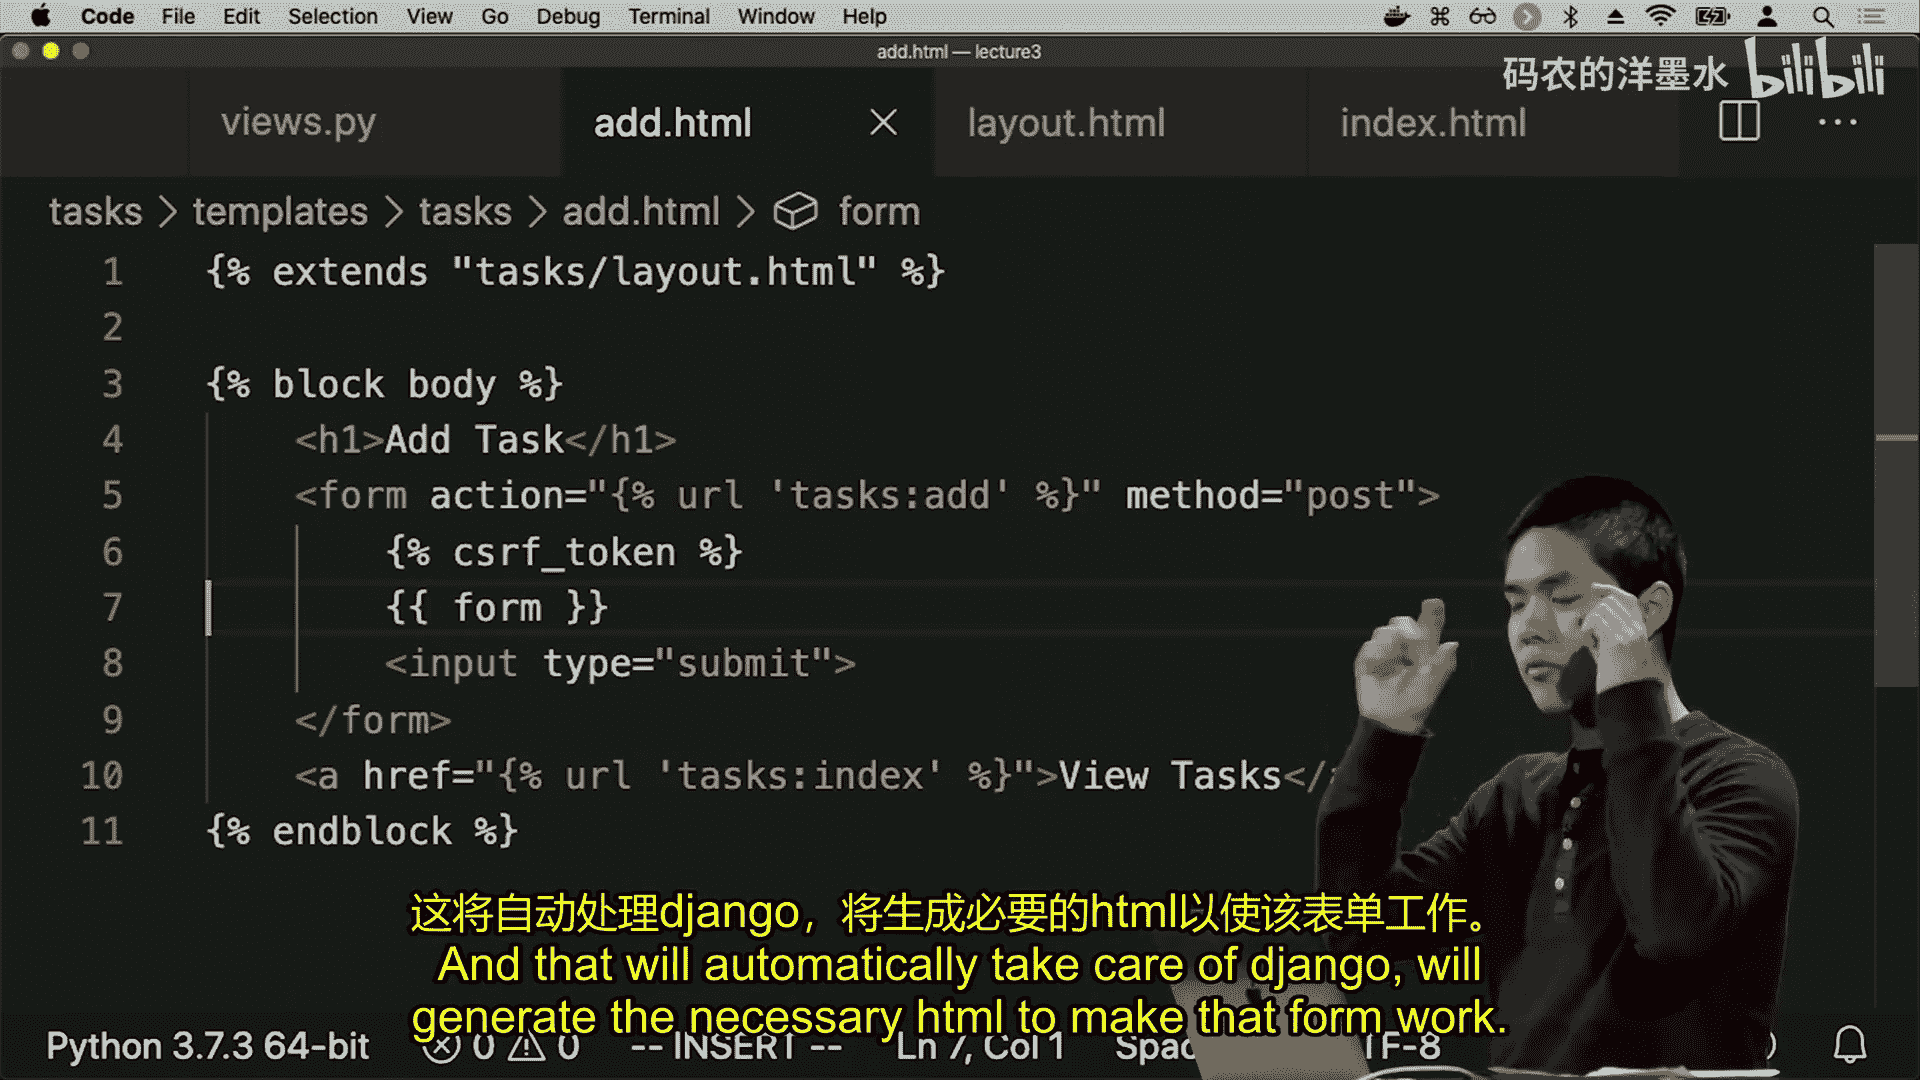 Code File Edit Selection View Go Debug Terminal Window Help
add.html — lecture3
码农的洋墨水 bilibili
views.py add.html layout.html index.html
tasks > templates > tasks > add.html > form
1 {% extends "tasks/layout.html" %}
2
3 {% block body %}
4 <h1>Add Task</h1>
5 <form action="{% url 'tasks:add' %}" method="post">
6 {% csrf_token %}
7 {{ form }}
8 <input type="submit">
9 </form>
10 <a href="{% url 'tasks:index' %}">View Tasks</
11 {% endblock %}
这将自动处理django，将生成必要的html以使该表单工作。
And that will automatically take care of django, will
generate the necessary html to make that form work.
Python 3.7.3 64-bit 0 0 -- INSERT -- Ln 7, Col 1